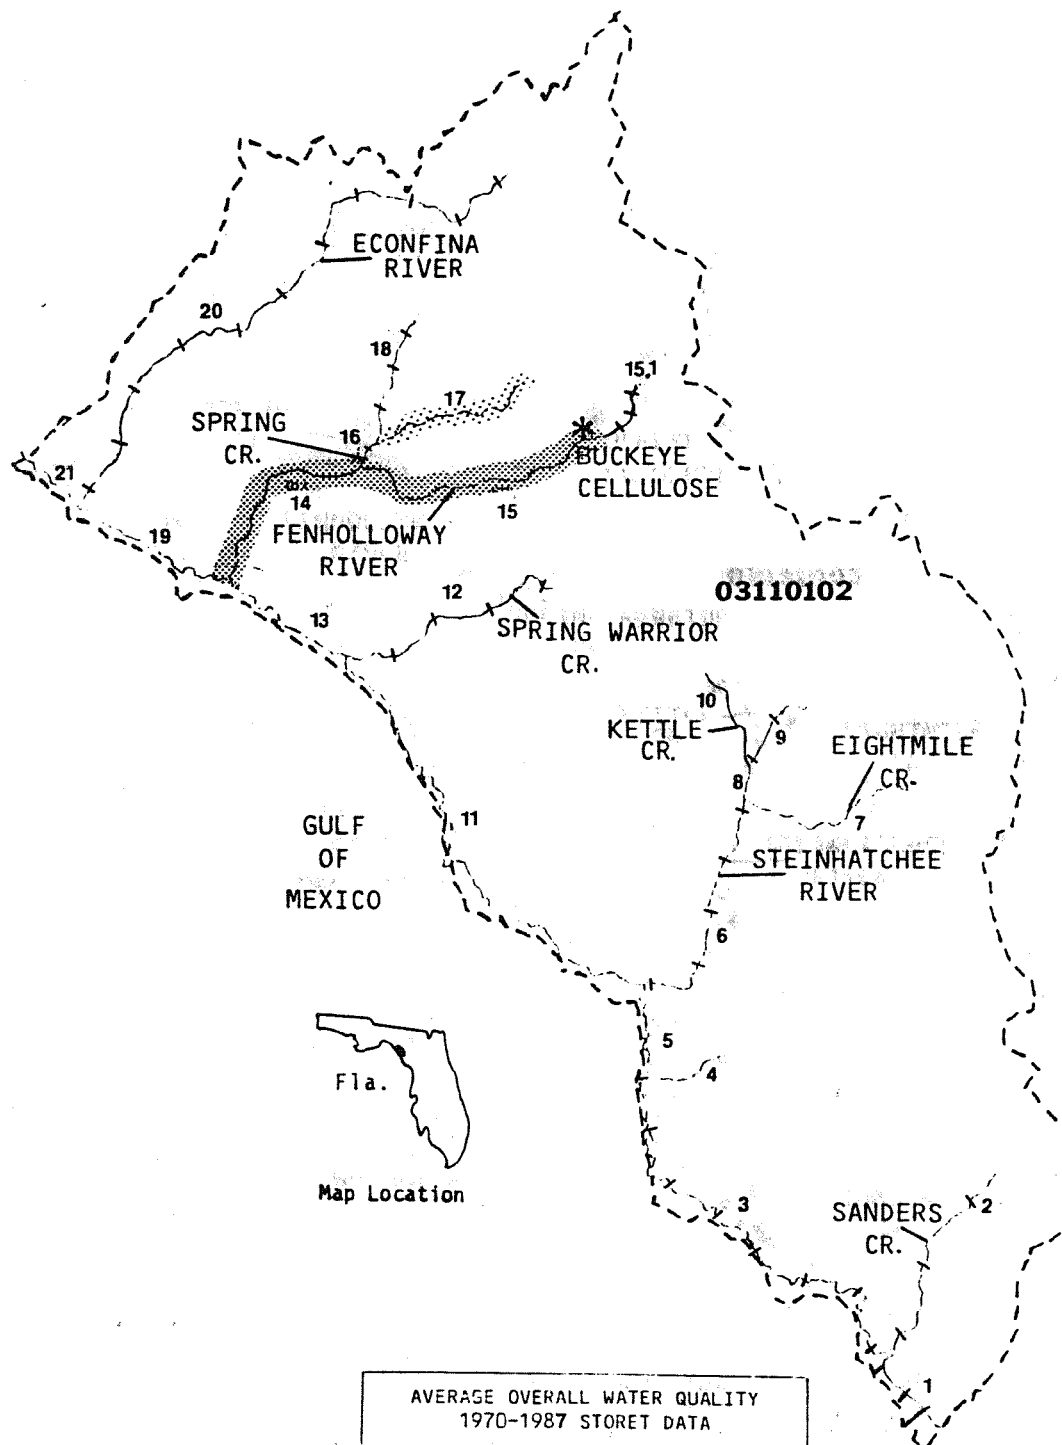 ECONFINA
RIVER
20
18
15.1
17
SPRING
CR.
16
BUCKEYE
CELLULOSE
21
14
15
FENHOLLOWAY
RIVER
19
12
03110102
13
SPRING WARRIOR
CR.
10
KETTLE
CR.
9
EIGHTMILE
CR.
8
7
11
GULF
OF
MEXICO
STEINHATCHEE
RIVER
6
5
4
Fla.
Map Location
3
2
SANDERS
CR.
1
AVERAGE OVERALL WATER QUALITY
1970-1987 STORET DATA